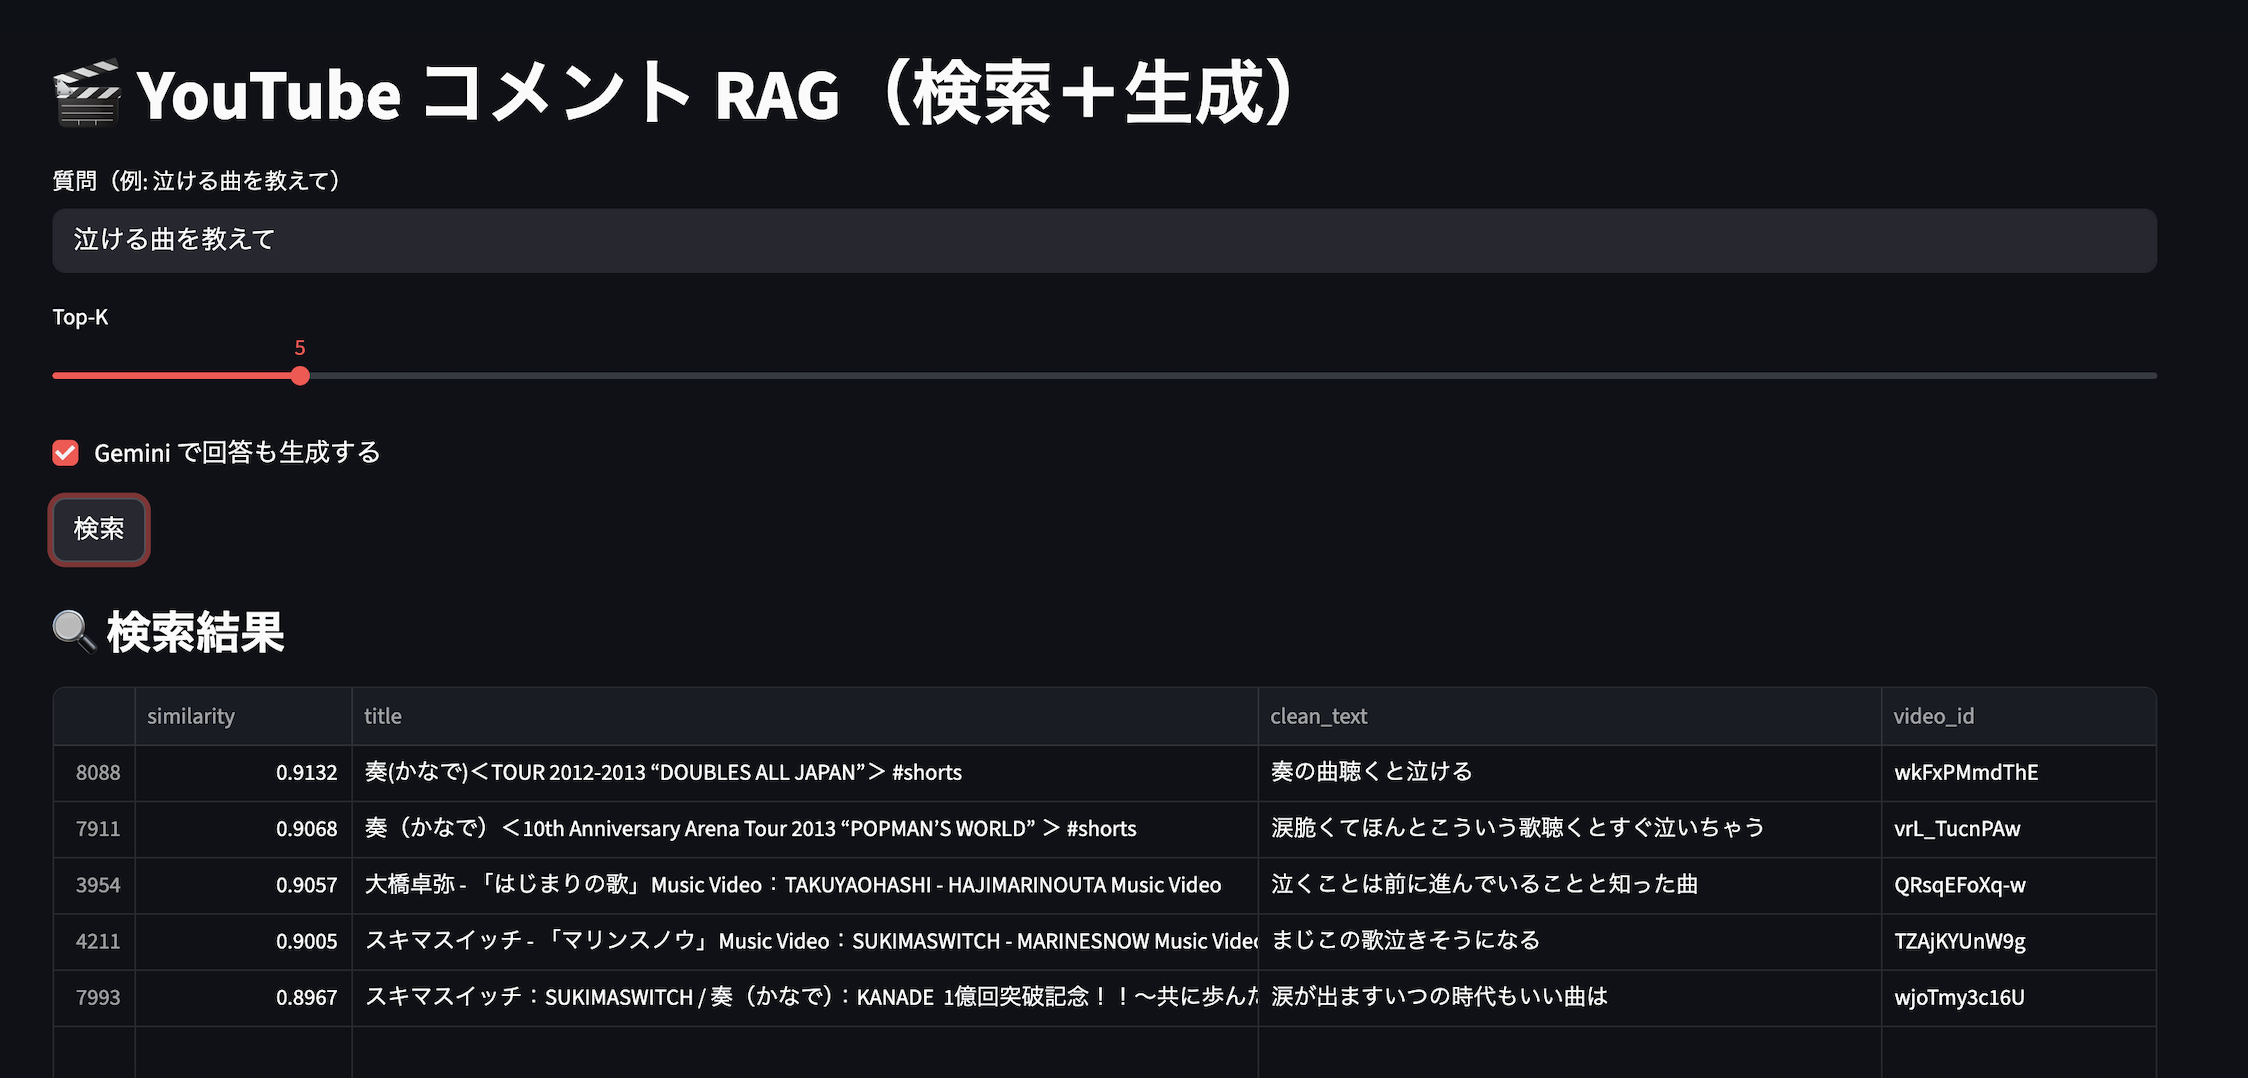 YouTube コメント RAG（検索＋生成）
質問（例: 泣ける曲を教えて）
泣ける曲を教えて
Top-K
5
Gemini で回答も生成する
検索
検索結果
similarity title clean_text video_id
8088 0.9132 奏(かなで)＜TOUR 2012-2013 “DOUBLES ALL JAPAN”＞ #shorts 奏の曲聴くと泣ける wkFxPMmdThE
7911 0.9068 奏（かなで）＜10th Anniversary Arena Tour 2013 “POPMAN’S WORLD” ＞ #shorts 涙脆くてほんとこういう歌聴くとすぐ泣いちゃう vrL_TucnPAw
3954 0.9057 大橋卓弥 - 「はじまりの歌」Music Video：TAKUYAOHASHI - HAJIMARINOUTA Music Video 泣くことは前に進んでいることと知った曲 QRsqEFoXq-w
4211 0.9005 スキマスイッチ - 「マリンスノウ」Music Video：SUKIMASWITCH - MARINESNOW Music Video まじこの歌泣きそうになる TZAjKYUnW9g
7993 0.8967 スキマスイッチ：SUKIMASWITCH / 奏（かなで）：KANADE 1億回突破記念！！～共に歩んだ 涙が出ますいつの時代もいい曲は wjoTmy3c16U